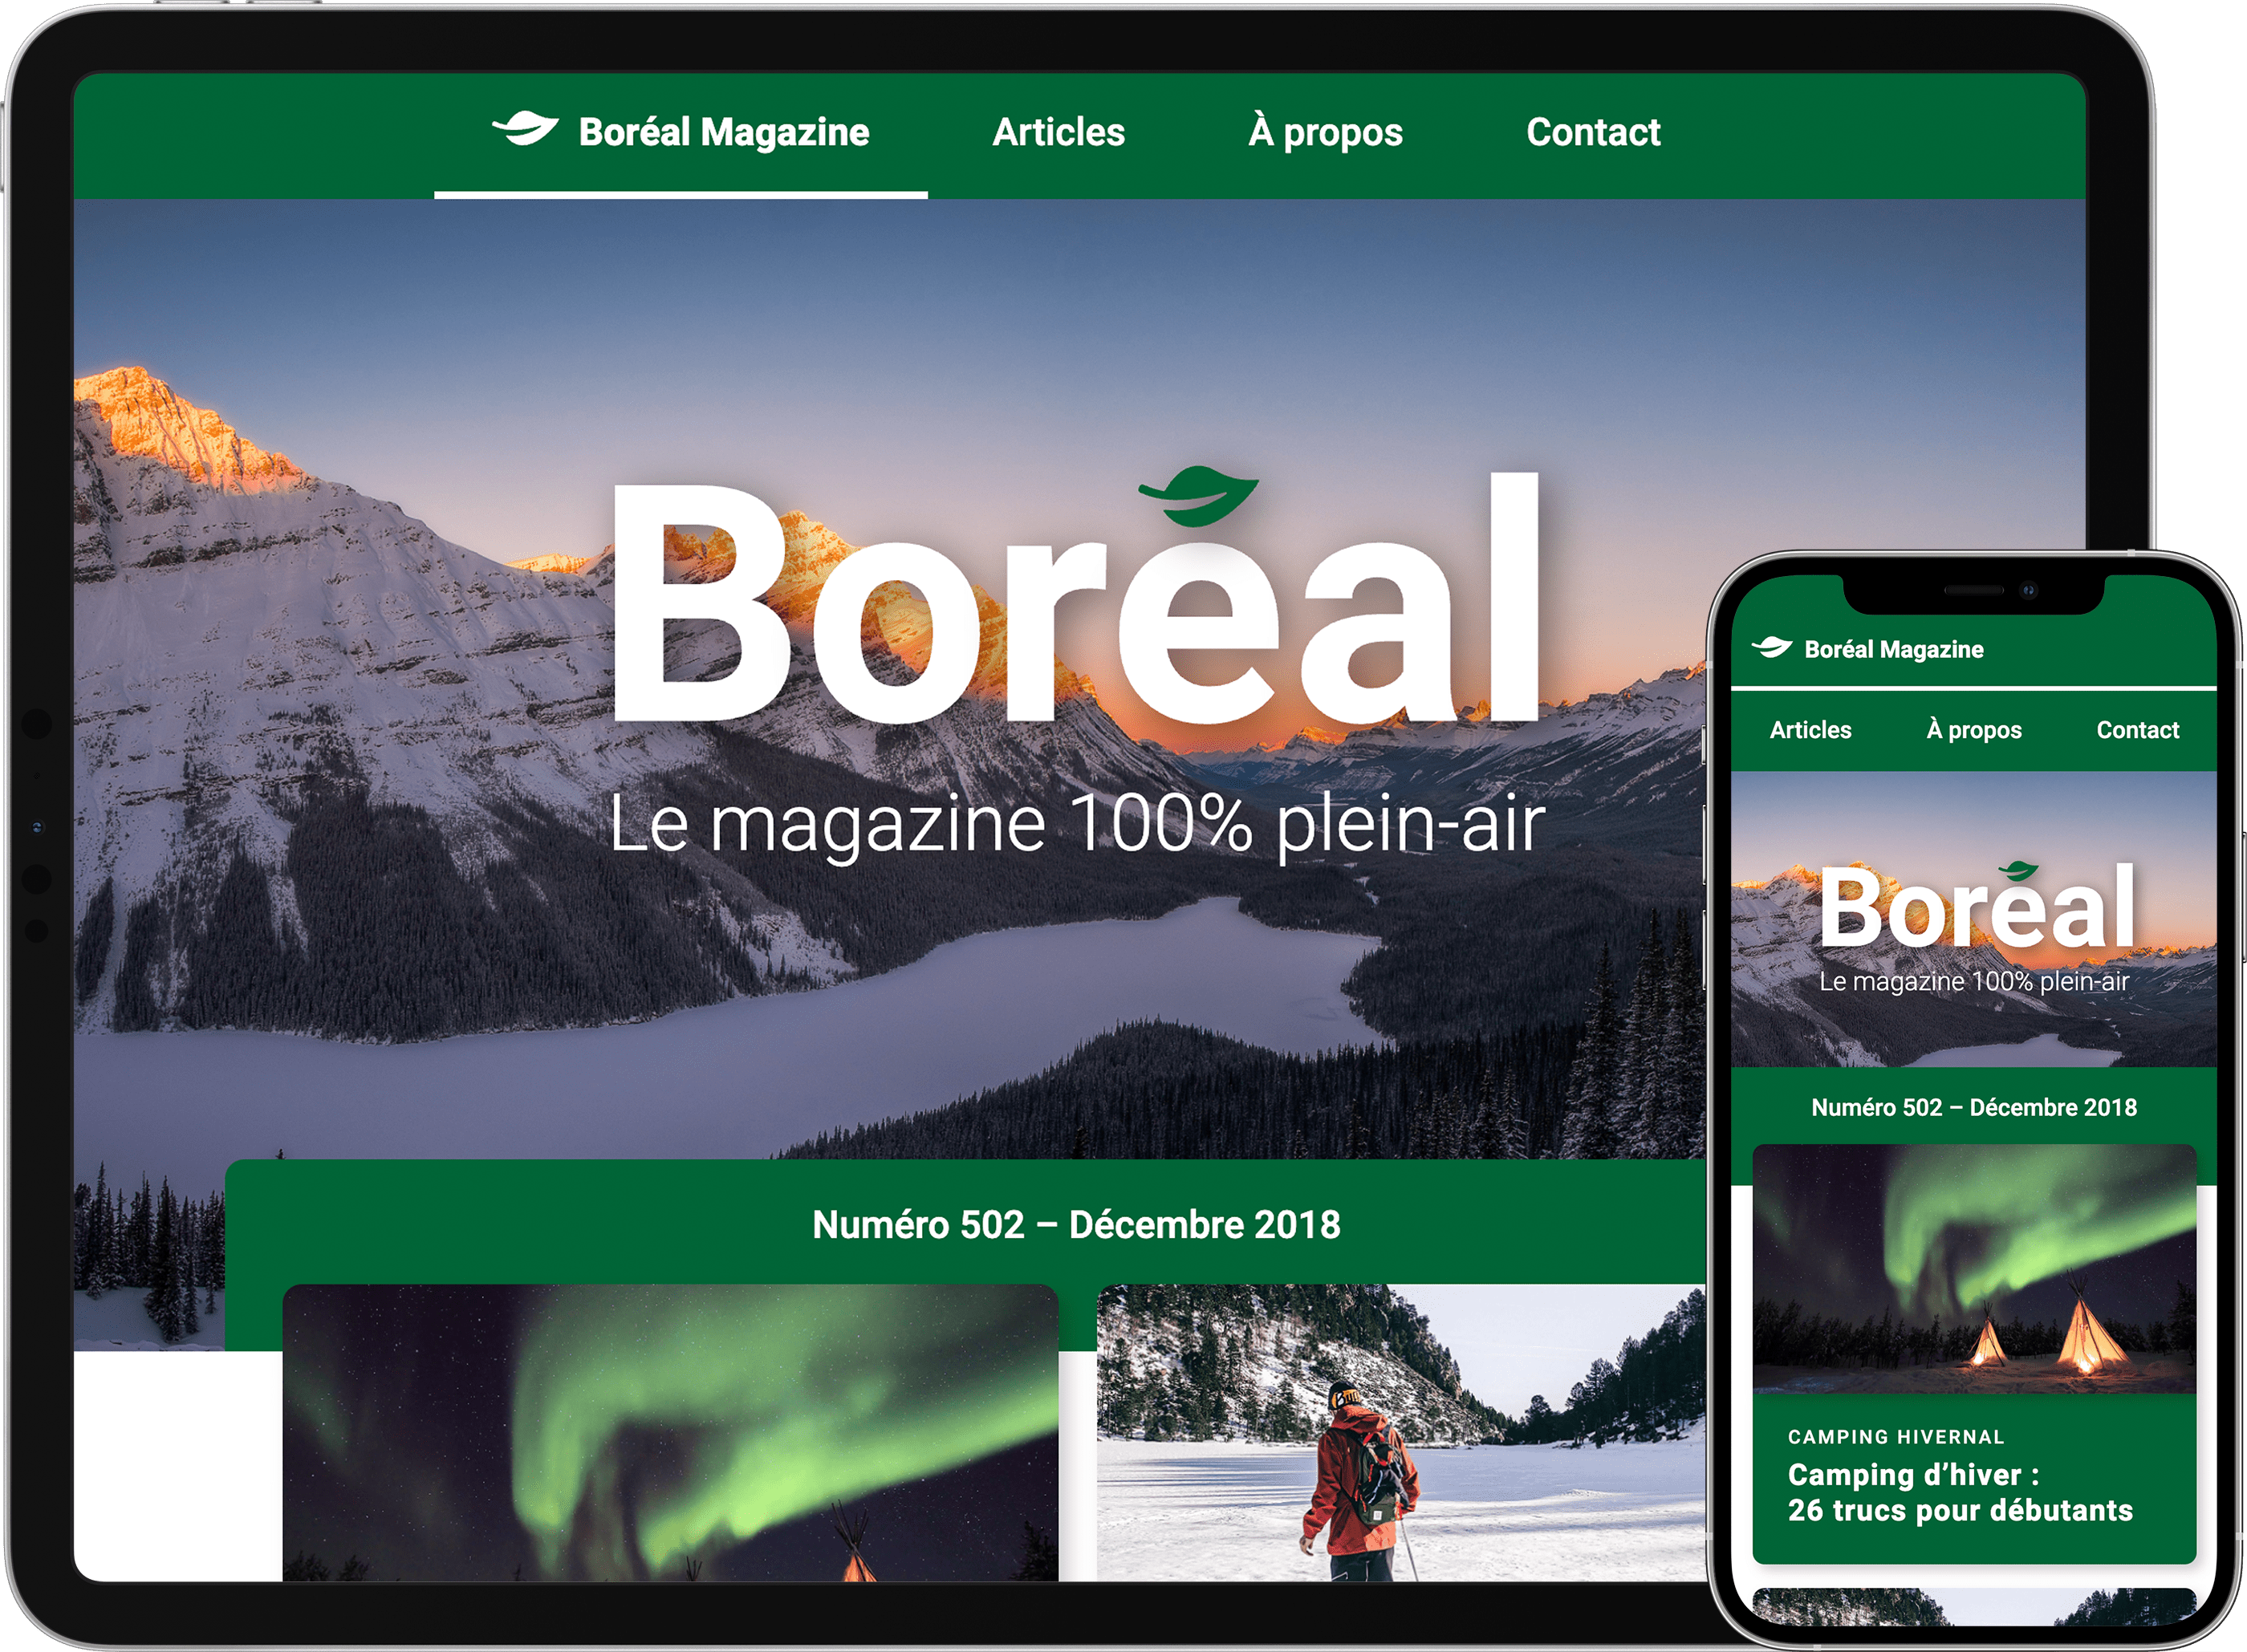 Boréal Magazine Articles À propos Contact
Boréal
Le magazine 100% plein-air
Numéro 502 – Décembre 2018
Boréal Magazine
Articles À propos Contact
Boréal
Le magazine 100% plein-air
Numéro 502 – Décembre 2018
CAMPING HIVERNAL
Camping d’hiver :
26 trucs pour débutants